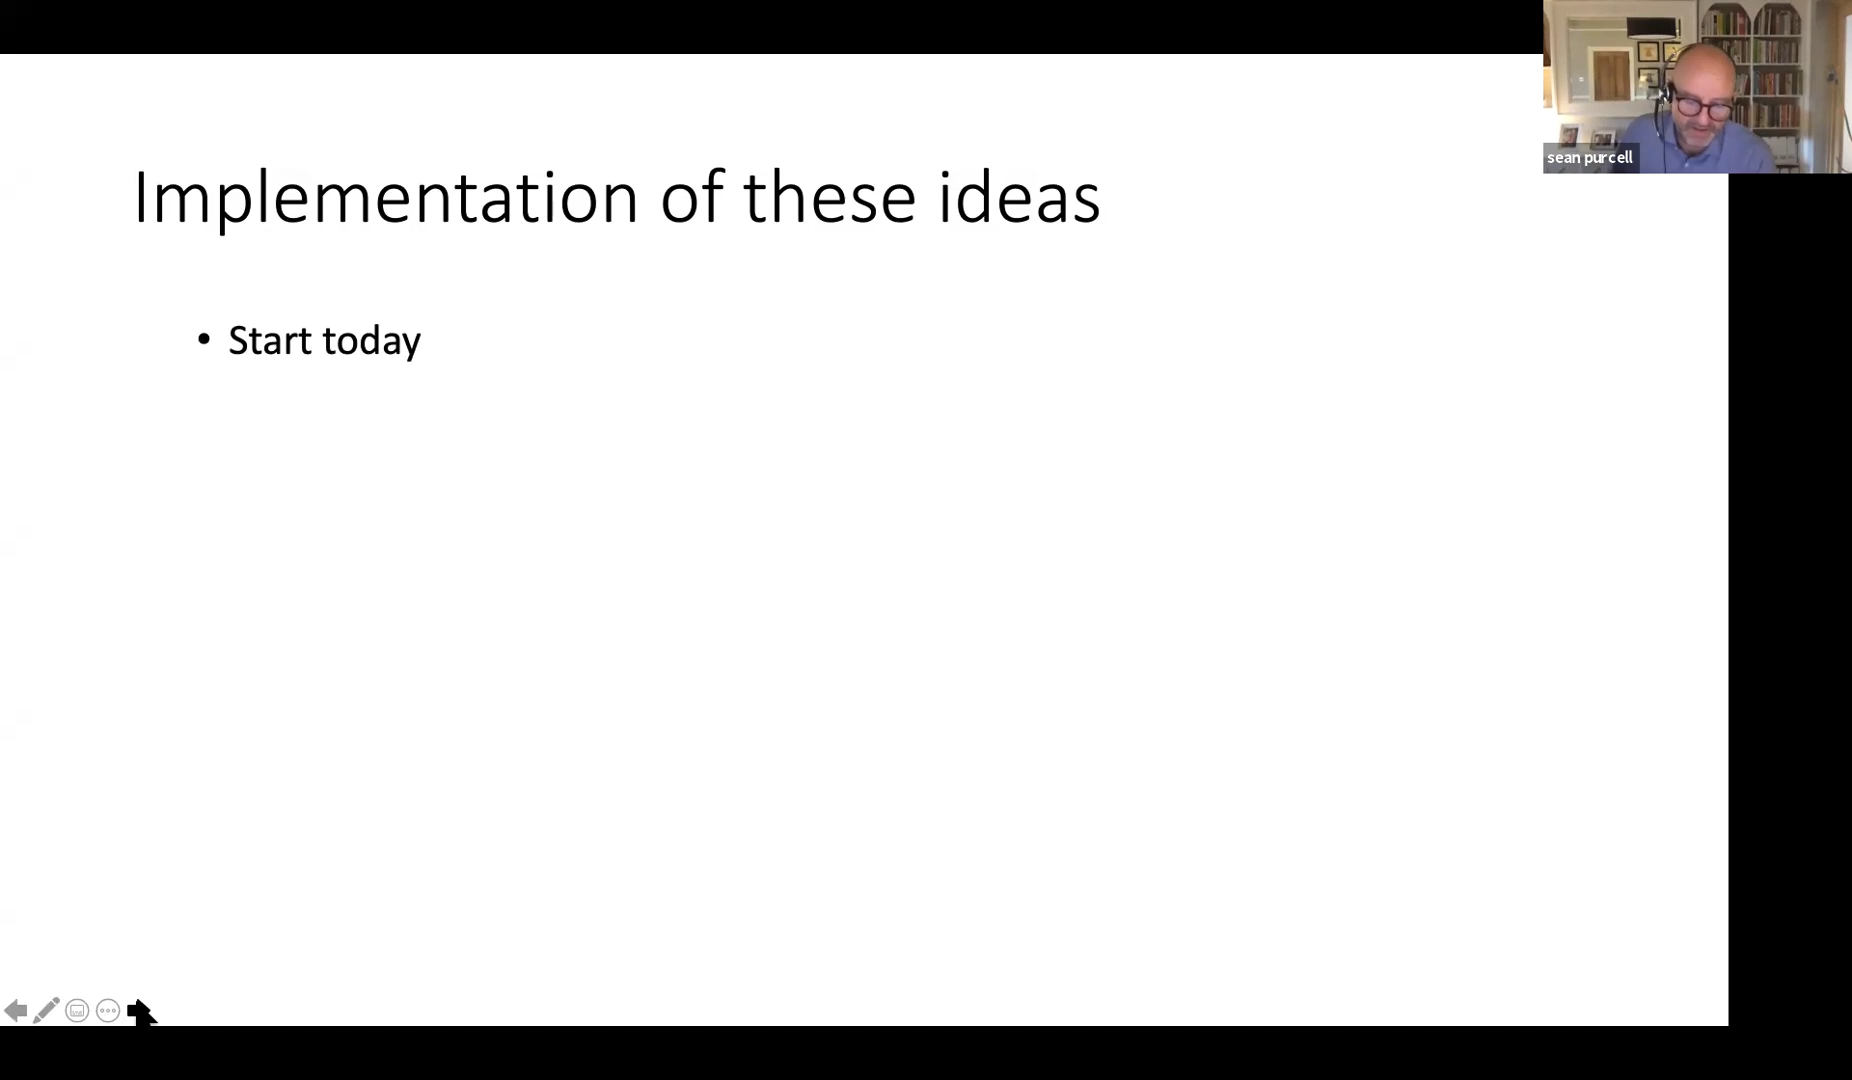 sean purcell
Implementation of these ideas
• Start today